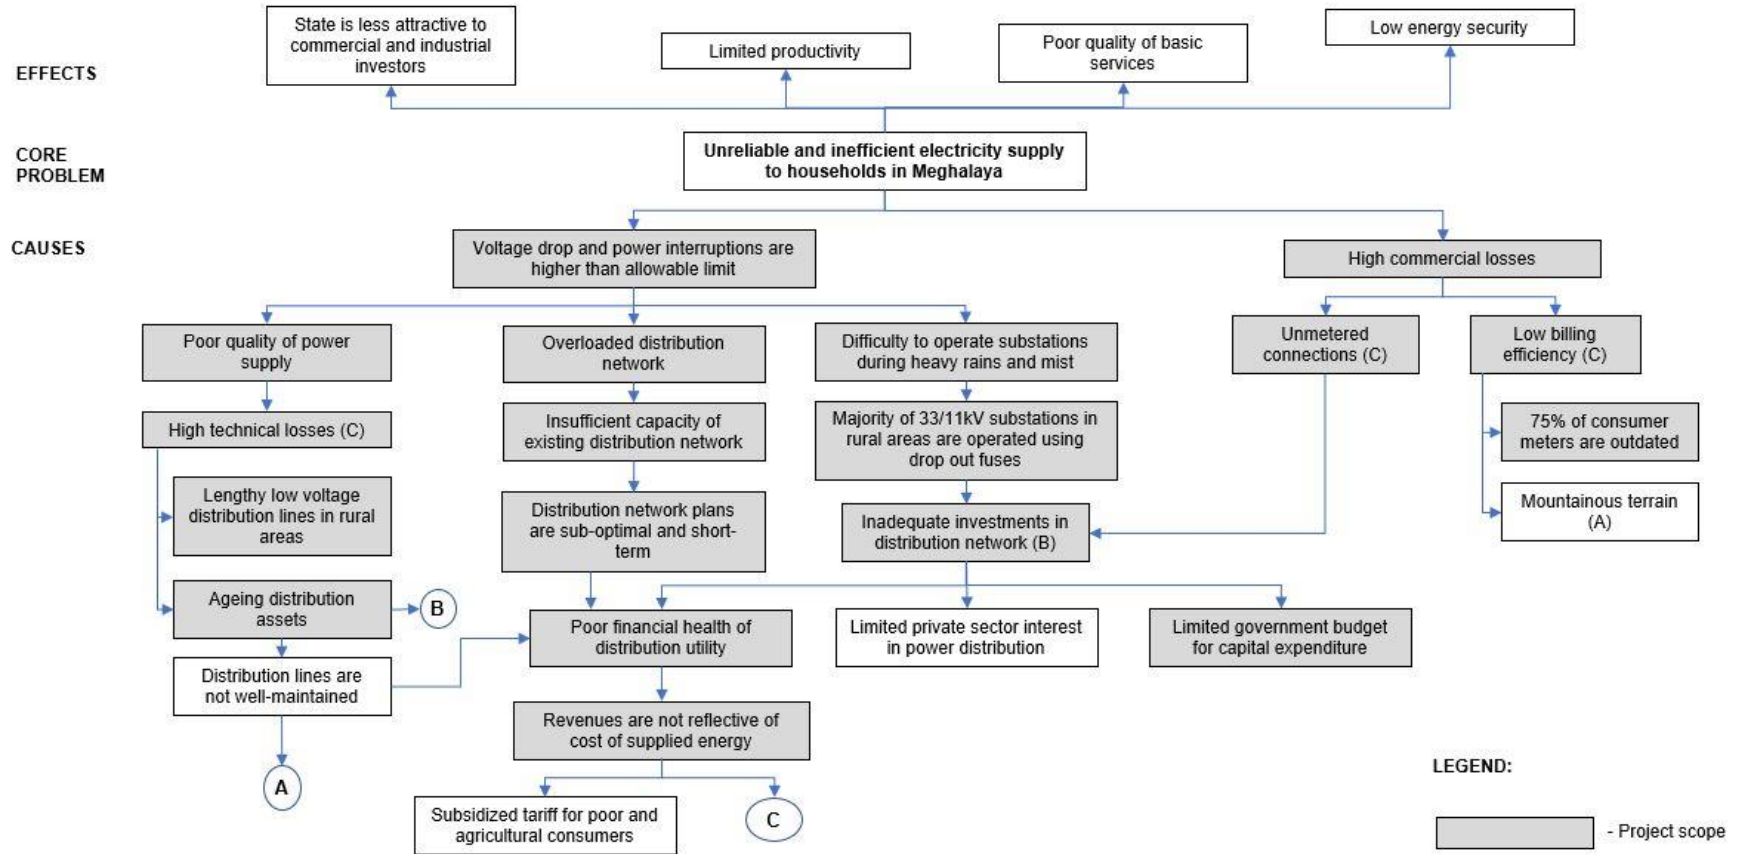 EFFECTS
State is less attractive to
commercial and industrial
investors
Limited productivity
Poor quality of basic
services
Low energy security
CORE
PROBLEM
Unreliable and inefficient electricity supply
to households in Meghalaya
CAUSES
Voltage drop and power interruptions are
higher than allowable limit
High commercial losses
Poor quality of power
supply
Overloaded distribution
network
Difficulty to operate substations
during heavy rains and mist
Unmetered
connections (C)
Low billing
efficiency (C)
High technical losses (C)
Insufficient capacity of
existing distribution network
Majority of 33/11kV substations in
rural areas are operated using
drop out fuses
75% of consumer
meters are outdated
Lengthy low voltage
distribution lines in rural
areas
Distribution network plans
are sub-optimal and short-
term
Inadequate investments in
distribution network (B)
Mountainous terrain
(A)
Ageing distribution
assets
B
Poor financial health of
distribution utility
Limited private sector interest
in power distribution
Limited government budget
for capital expenditure
Distribution lines are
not well-maintained
Revenues are not reflective of
cost of supplied energy
A
Subsidized tariff for poor and
agricultural consumers
C
LEGEND:
- Project scope